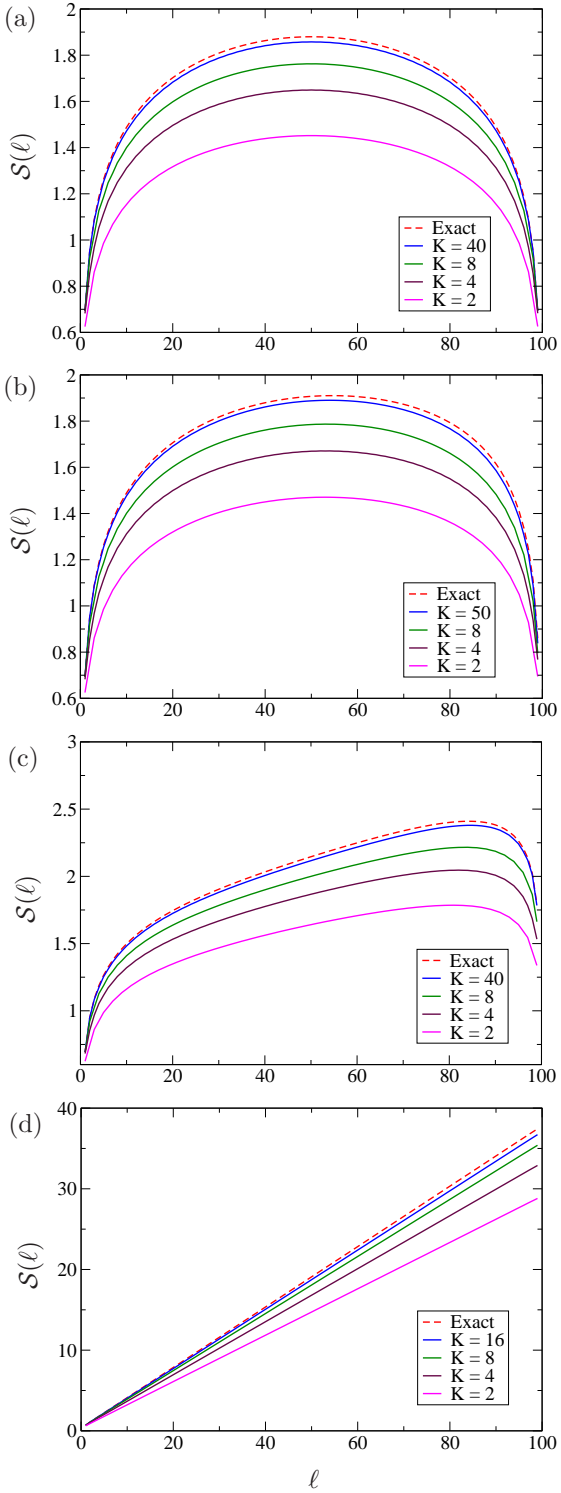 (a)
2
1.8
1.6
1.4
1.2
1
0.8
0.6
S(ℓ)
Exact
K = 40
K = 8
K = 4
K = 2
0 20 40 60 80 100
(b)
2
1.8
1.6
1.4
1.2
1
0.8
0.6
S(ℓ)
Exact
K = 50
K = 8
K = 4
K = 2
0 20 40 60 80 100
(c)
3
2.5
2
1.5
1
S(ℓ)
Exact
K = 40
K = 8
K = 4
K = 2
0 20 40 60 80 100
(d)
40
30
20
10
0
S(ℓ)
Exact
K = 16
K = 8
K = 4
K = 2
0 20 40 60 80 100
ℓ